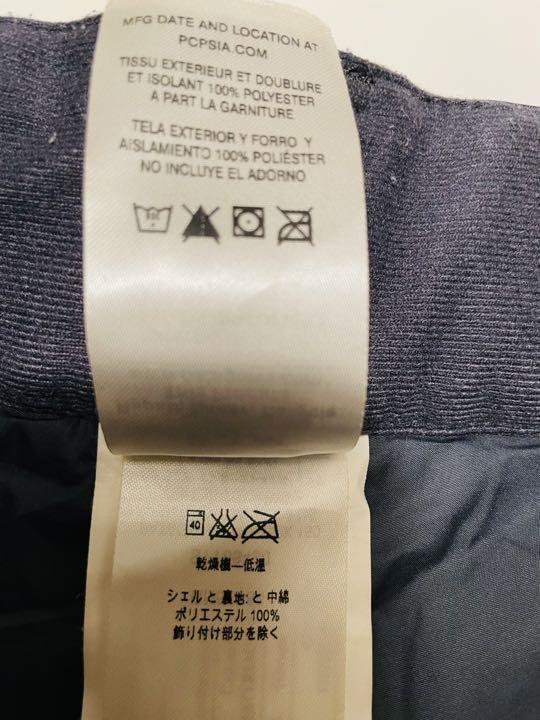 MFG DATE AND LOCATION AT
PCPSIA.COM
TISSU EXTERIEUR ET DOUBLURE
ET ISOLANT 100% POLYESTER
A PART LA GARNITURE
TELA EXTERIOR Y FORRO Y
AISLAMIENTO 100% POLIÉSTER
NO INCLUYE EL ADORNO
40
乾燥機—低温
シェルと裏地:と中綿
ポリエステル100%
飾り付け部分を除く